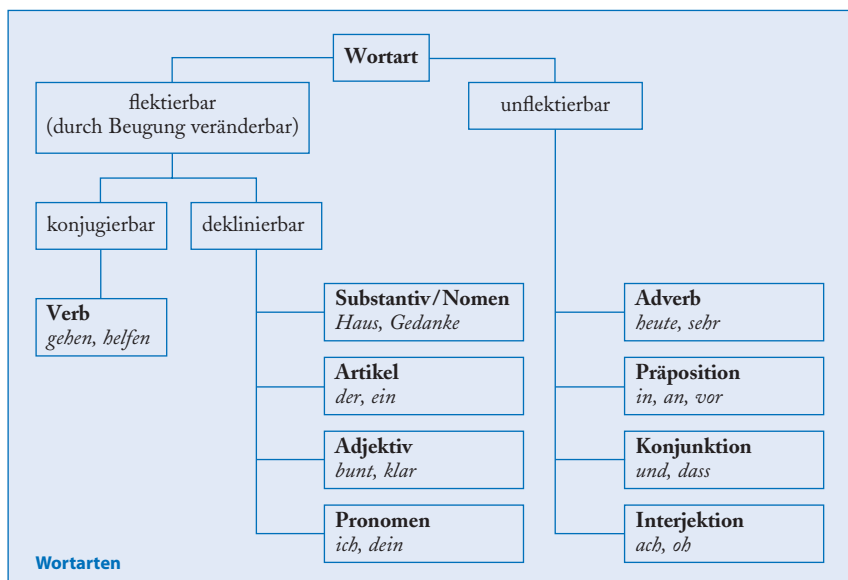 Wortart
flektierbar
(durch Beugung veränderbar)
unflektierbar
konjugierbar
deklinierbar
Verb
gehen, helfen
Substantiv/Nomen
Haus, Gedanke
Artikel
der, ein
Adjektiv
bunt, klar
Pronomen
ich, dein
Adverb
heute, sehr
Präposition
in, an, vor
Konjunktion
und, dass
Interjektion
ach, oh
Wortarten